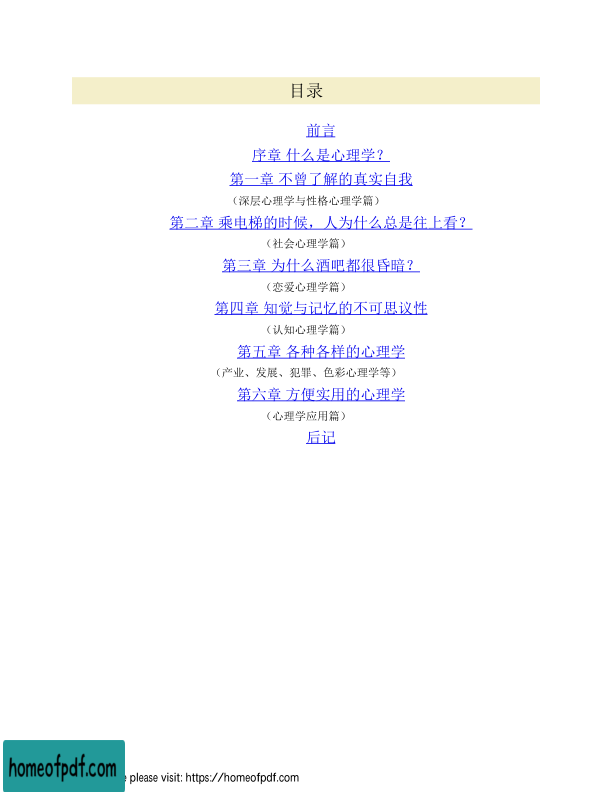 目录
前言
序章 什么是心理学？
第一章 不曾了解的真实自我
（深层心理学与性格心理学篇）
第二章 乘电梯的时候，人为什么总是往上看？
（社会心理学篇）
第三章 为什么酒吧都很昏暗？
（恋爱心理学篇）
第四章 知觉与记忆的不可思议性
（认知心理学篇）
第五章 各种各样的心理学
（产业、发展、犯罪、色彩心理学等）
第六章 方便实用的心理学
（心理学应用篇）
后记
homeofpdf.com
please visit: https://homeofpdf.com